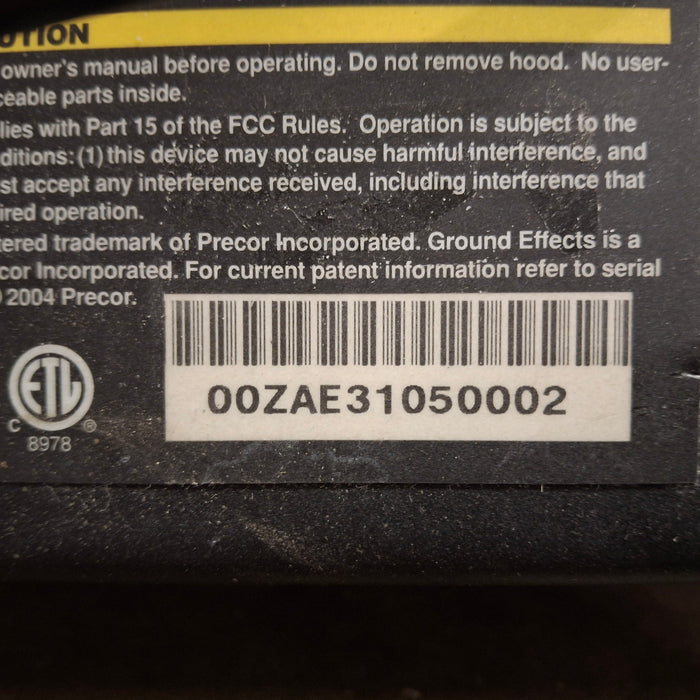 UTION
owner's manual before operating. Do not remove hood. No user-
ceable parts inside.
lies with Part 15 of the FCC Rules. Operation is subject to the
ditions: (1) this device may not cause harmful interference, and
st accept any interference received, including interference that
ired operation.
tered trademark of Precor Incorporated. Ground Effects is a
cor Incorporated. For current patent information refer to serial
© 2004 Precor.
00ZAE31050002
ETL
C ®
8978